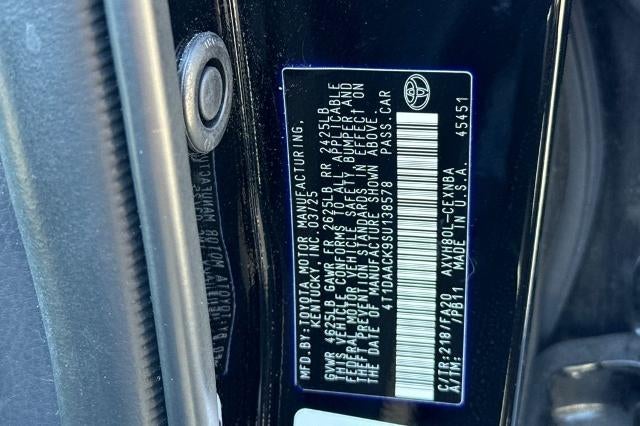 MFD.BY:TOYOTA MOTOR MANUFACTURING,
KENTUCKY, INC. 03/25
GVWR 4625LB GAWR FR 2625LB RR 2425LB
THIS VEHICLE CONFORMS TO ALL APPLICABLE
FEDERAL MOTOR VEHICLE SAFETY BUMPER AND
THEFT PREVENTION STANDARDS IN EFFECT ON
THE DATE OF MANUFACTURE SHOWN ABOVE.
4T1DAACK9SU138578 PASS.CAR
C/TR:218/FA20 AXVH80L-CEXNBA
A/TM: /PB11 MADE IN U.S.A. 45451